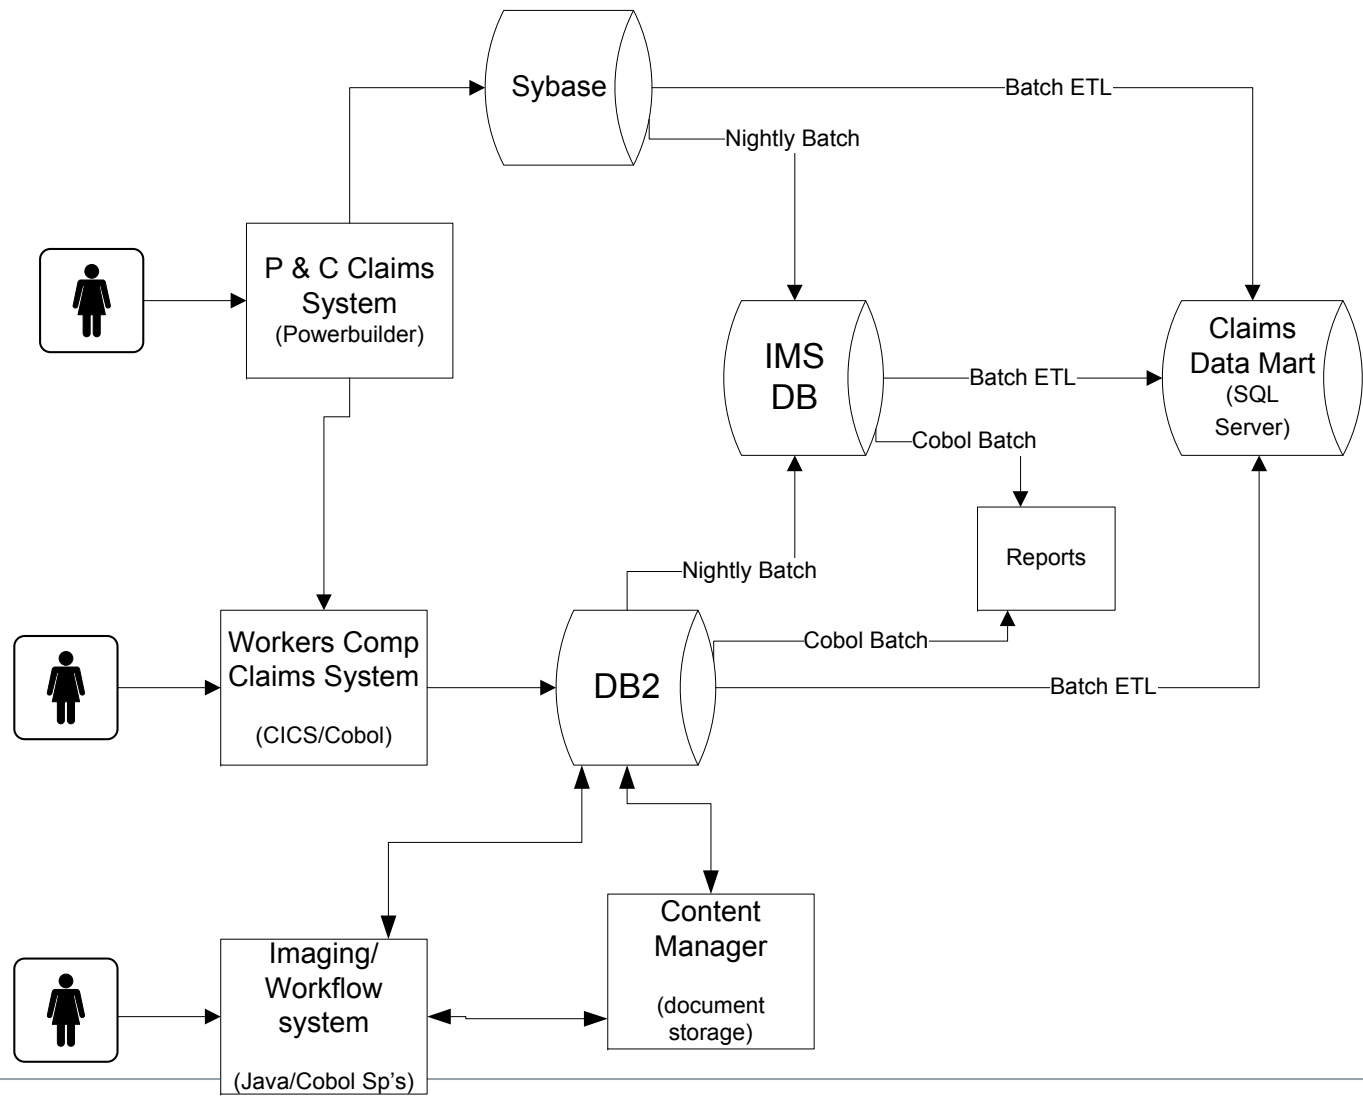 Sybase
Batch ETL
Nightly Batch
P & C Claims
System
(Powerbuilder)
IMS
DB
Batch ETL
Claims
Data Mart
(SQL
Server)
Cobol Batch
Reports
Nightly Batch
Workers Comp
Claims System
(CICS/Cobol)
DB2
Cobol Batch
Batch ETL
Content
Manager
(document
storage)
Imaging/
Workflow
system
(Java/Cobol Sp's)